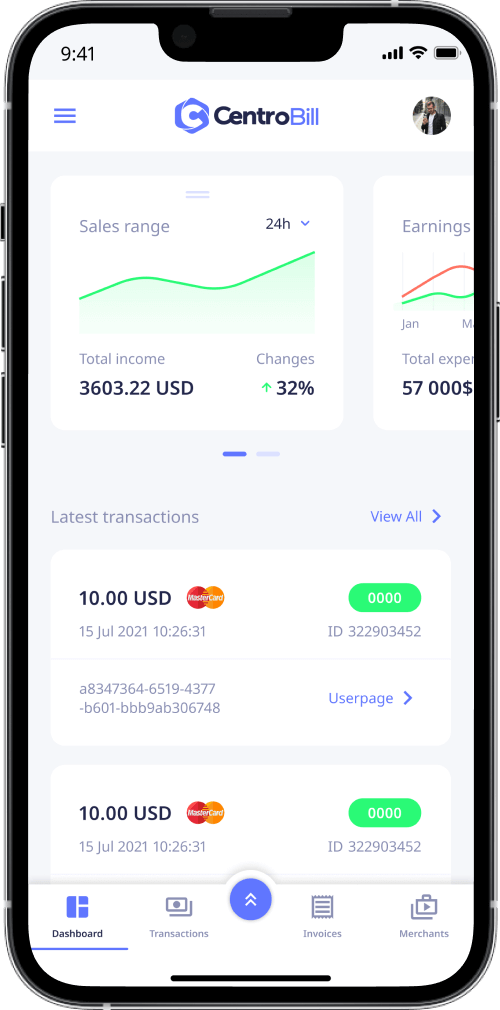 9:41
CentroBill
Sales range
24h
Earnings
Jan
Total income
Changes
3603.22 USD
32%
57 000$
Latest transactions
View All
10.00 USD
MasterCard
0000
15 Jul 2021 10:26:31
ID 322903452
a8347364-6519-4377
-b601-bbb9ab306748
Userpage
10.00 USD
MasterCard
0000
15 Jul 2021 10:26:31
ID 322903452
Dashboard
Transactions
Invoices
Merchants